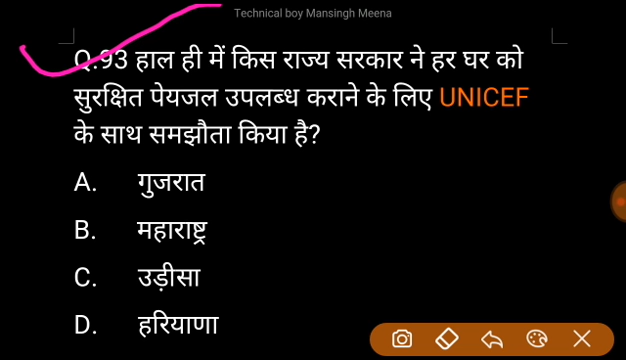 Technical boy Mansingh Meena
Q.93 हाल ही में किस राज्य सरकार ने हर घर को
सुरक्षित पेयजल उपलब्ध कराने के लिए UNICEF
के साथ समझौता किया है?
A. गुजरात
B. महाराष्ट्र
C. उड़ीसा
D. हरियाणा